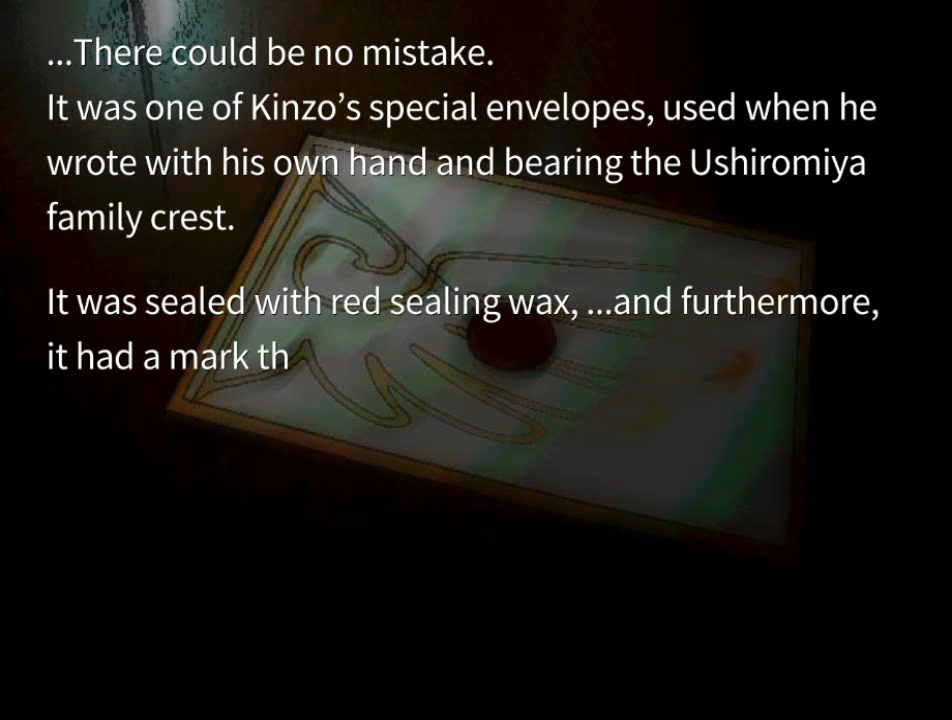 ...There could be no mistake.
It was one of Kinzo’s special envelopes, used when he
wrote with his own hand and bearing the Ushiromiya
family crest.
It was sealed with red sealing wax, ...and furthermore,
it had a mark th